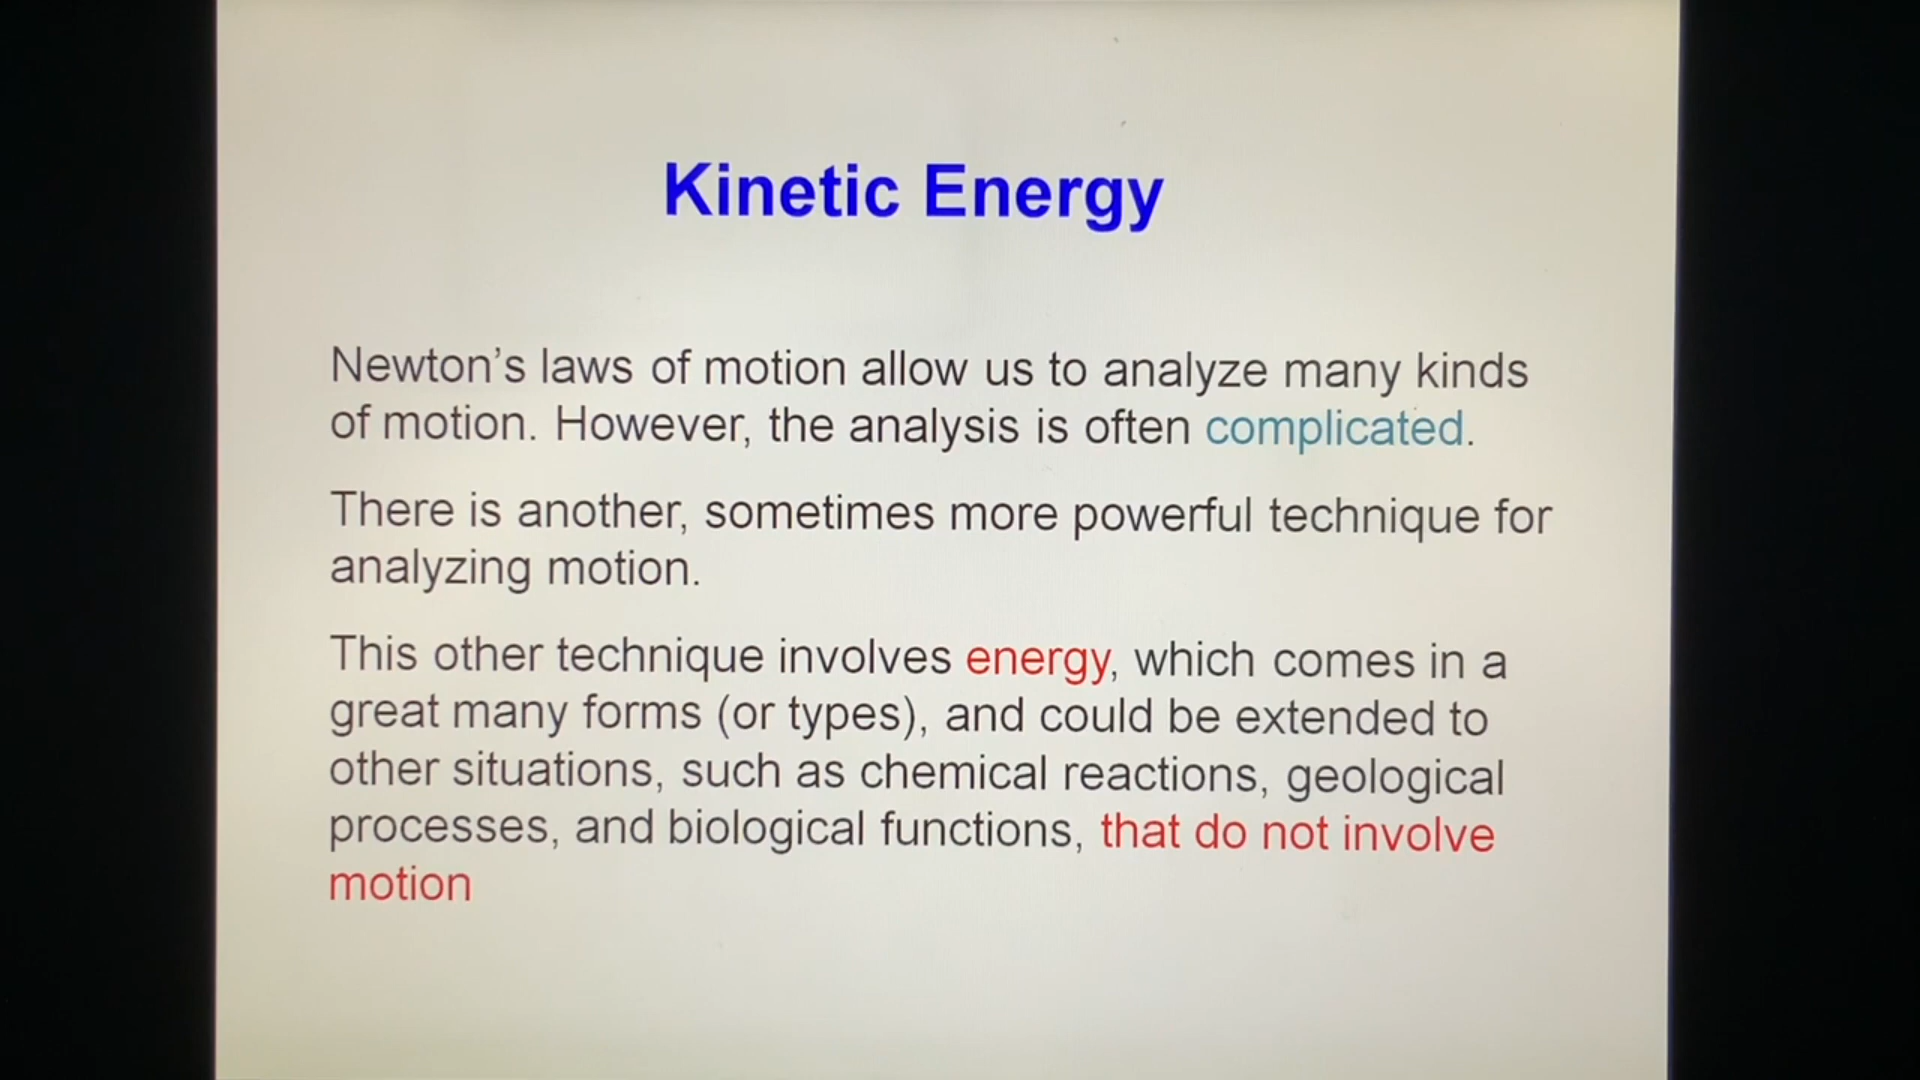 Kinetic Energy
Newton's laws of motion allow us to analyze many kinds
of motion. However, the analysis is often complicated.
There is another, sometimes more powerful technique for
analyzing motion.
This other technique involves energy, which comes in a
great many forms (or types), and could be extended to
other situations, such as chemical reactions, geological
processes, and biological functions, that do not involve
motion